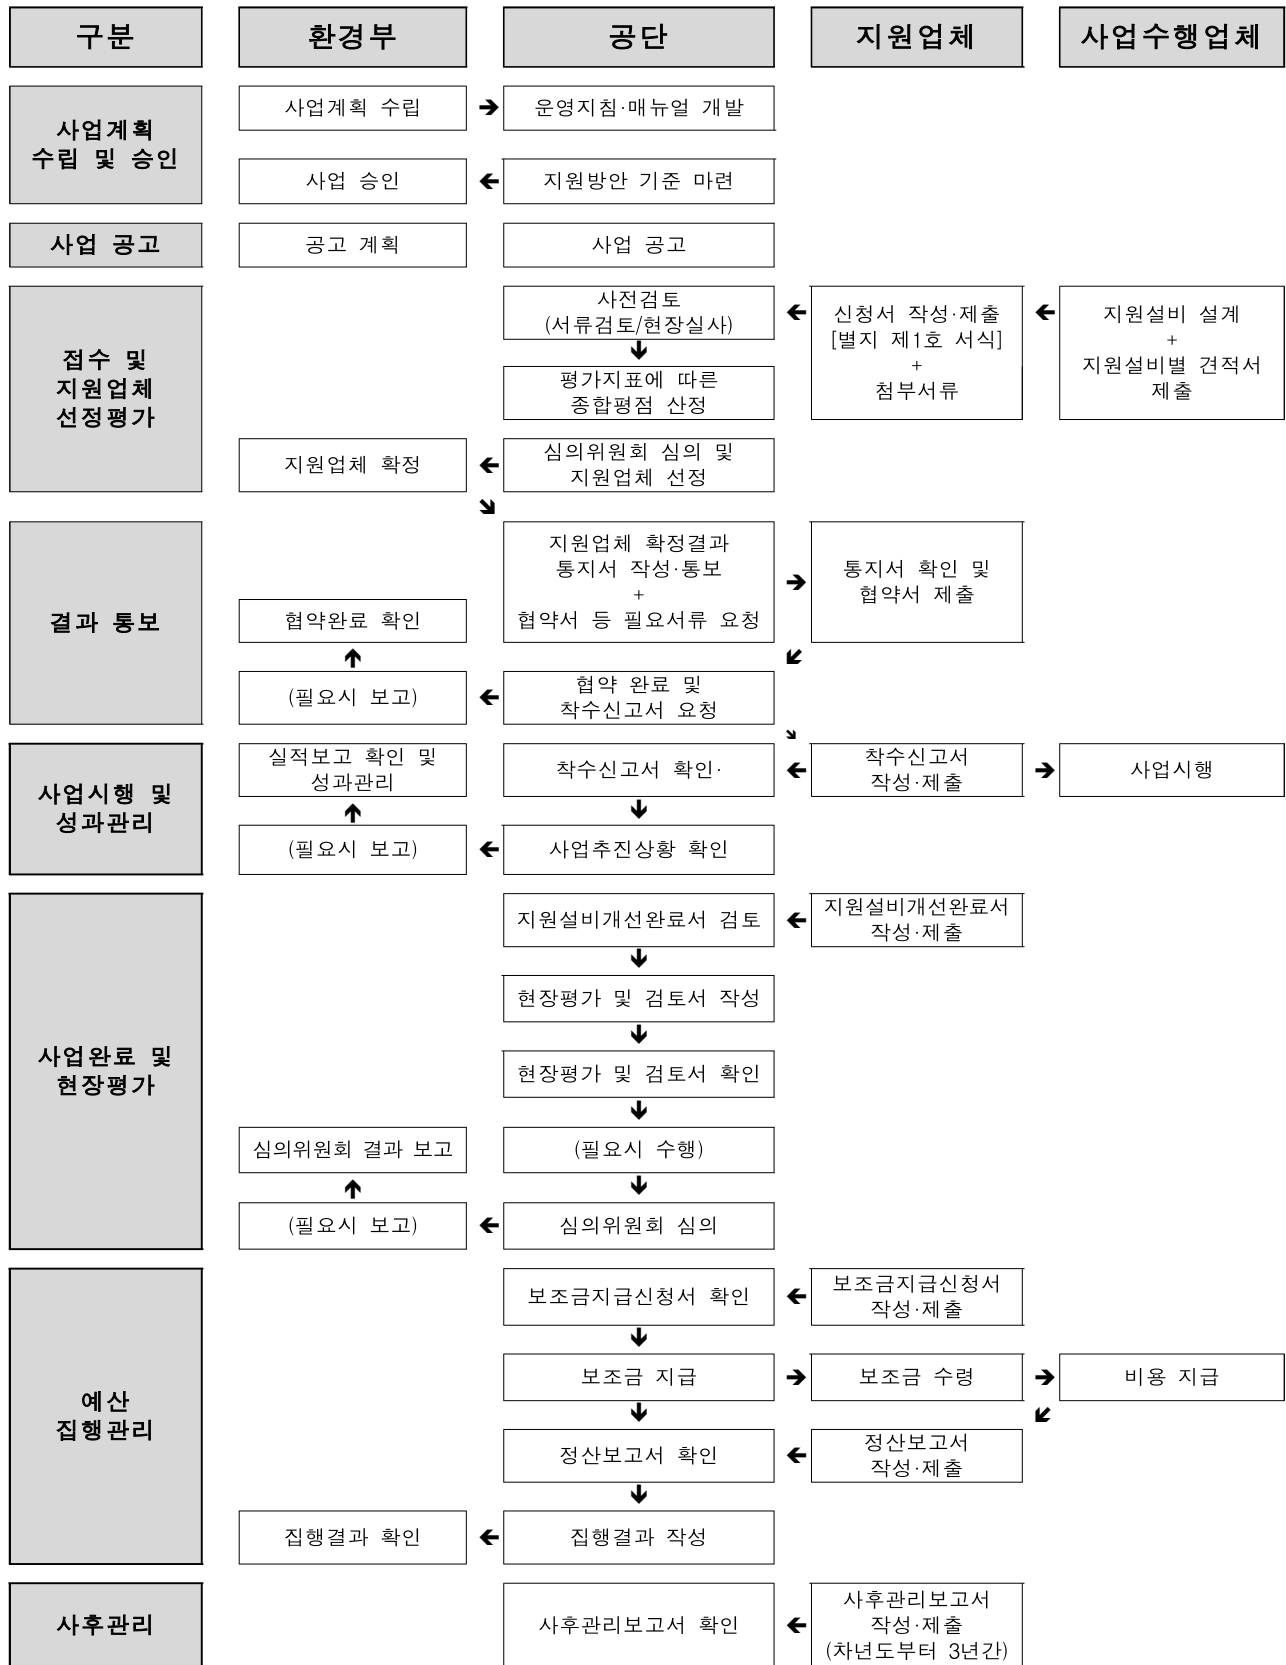 구분
환경부
공단
지원업체
사업수행업체
사업계획
수립 및 승인
사업계획 수립
운영지침·매뉴얼 개발
사업 승인
지원방안 기준 마련
사업 공고
공고 계획
사업 공고
접수 및
지원업체
선정평가
사전검토
(서류검토/현장실사)
신청서 작성·제출
[별지 제1호 서식]
+
첨부서류
지원설비 설계
+
지원설비별 견적서
제출
평가지표에 따른
종합평점 산정
지원업체 확정
심의위원회 심의 및
지원업체 선정
결과 통보
지원업체 확정결과
통지서 작성·통보
+
협약서 등 필요서류 요청
통지서 확인 및
협약서 제출
협약완료 확인
(필요시 보고)
협약 완료 및
착수신고서 요청
사업시행 및
성과관리
실적보고 확인 및
성과관리
착수신고서 확인·
착수신고서
작성·제출
사업시행
(필요시 보고)
사업추진상황 확인
사업완료 및
현장평가
지원설비개선완료서 검토
지원설비개선완료서
작성·제출
현장평가 및 검토서 작성
현장평가 및 검토서 확인
심의위원회 결과 보고
(필요시 수행)
(필요시 보고)
심의위원회 심의
예산
집행관리
보조금지급신청서 확인
보조금지급신청서
작성·제출
보조금 지급
보조금 수령
비용 지급
정산보고서 확인
정산보고서
작성·제출
집행결과 확인
집행결과 작성
사후관리
사후관리보고서 확인
사후관리보고서
작성·제출
(차년도부터 3년간)